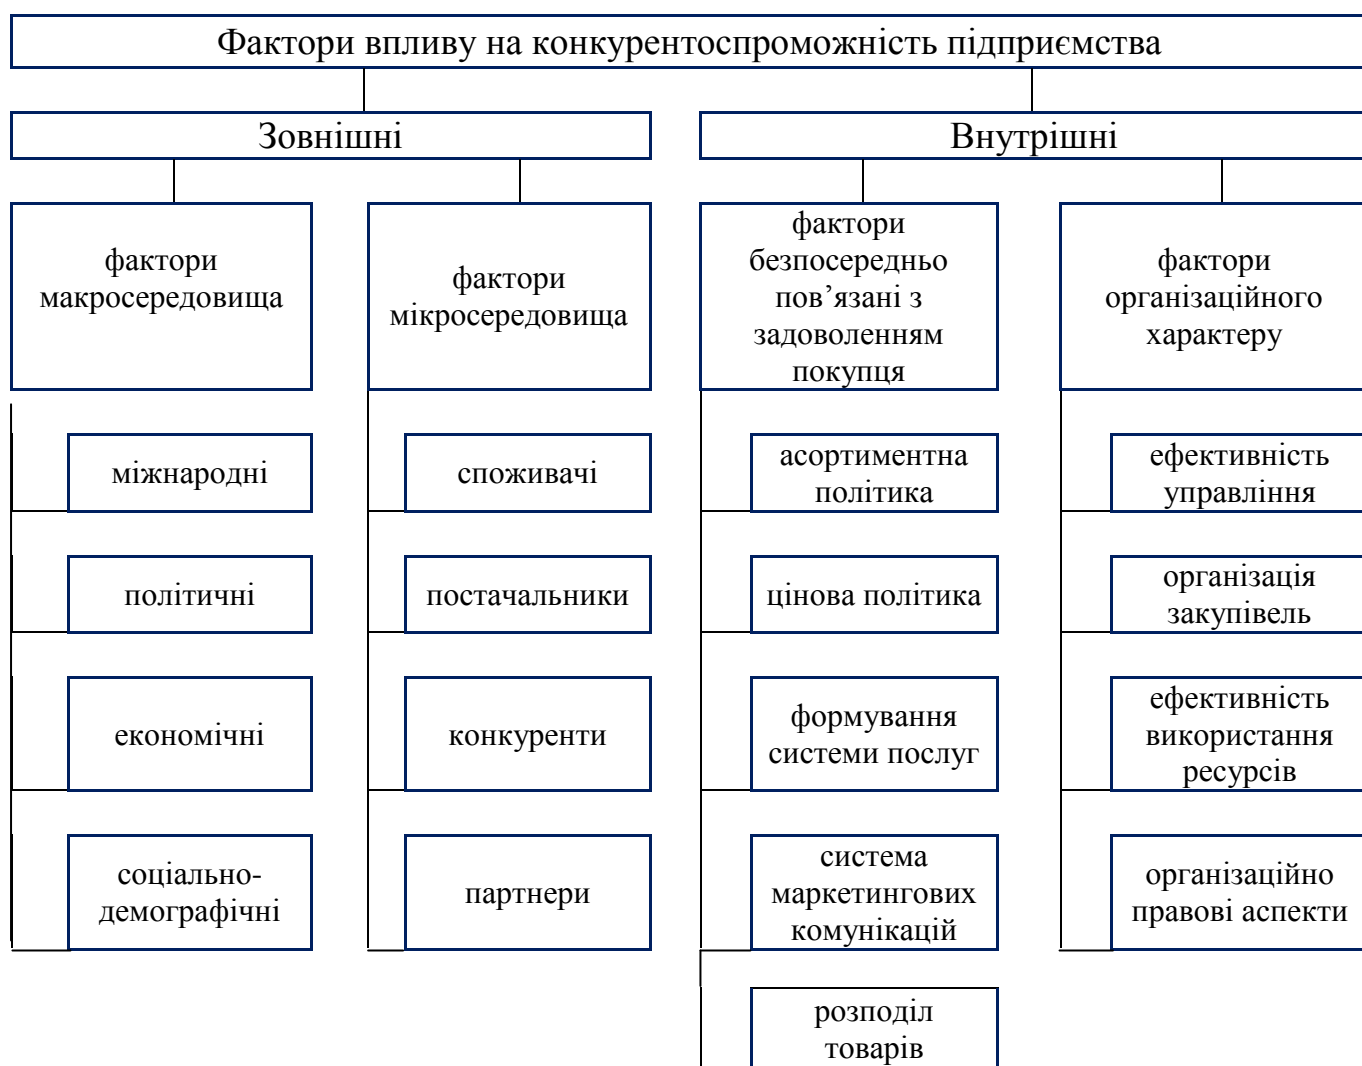 Фактори впливу на конкурентоспроможність підприємства
Зовнішні
Внутрішні
фактори
макросередовища
фактори
мікросередовища
фактори
безпосередньо
пов’язані з
задоволенням
покупця
фактори
організаційного
характеру
міжнародні
споживачі
асортиментна
політика
ефективність
управління
політичні
постачальники
цінова політика
організація
закупівель
економічні
конкуренти
формування
системи послуг
ефективність
використання
ресурсів
соціально-
демографічні
партнери
система
маркетингових
комунікацій
організаційно
правові аспекти
розподіл
товарів